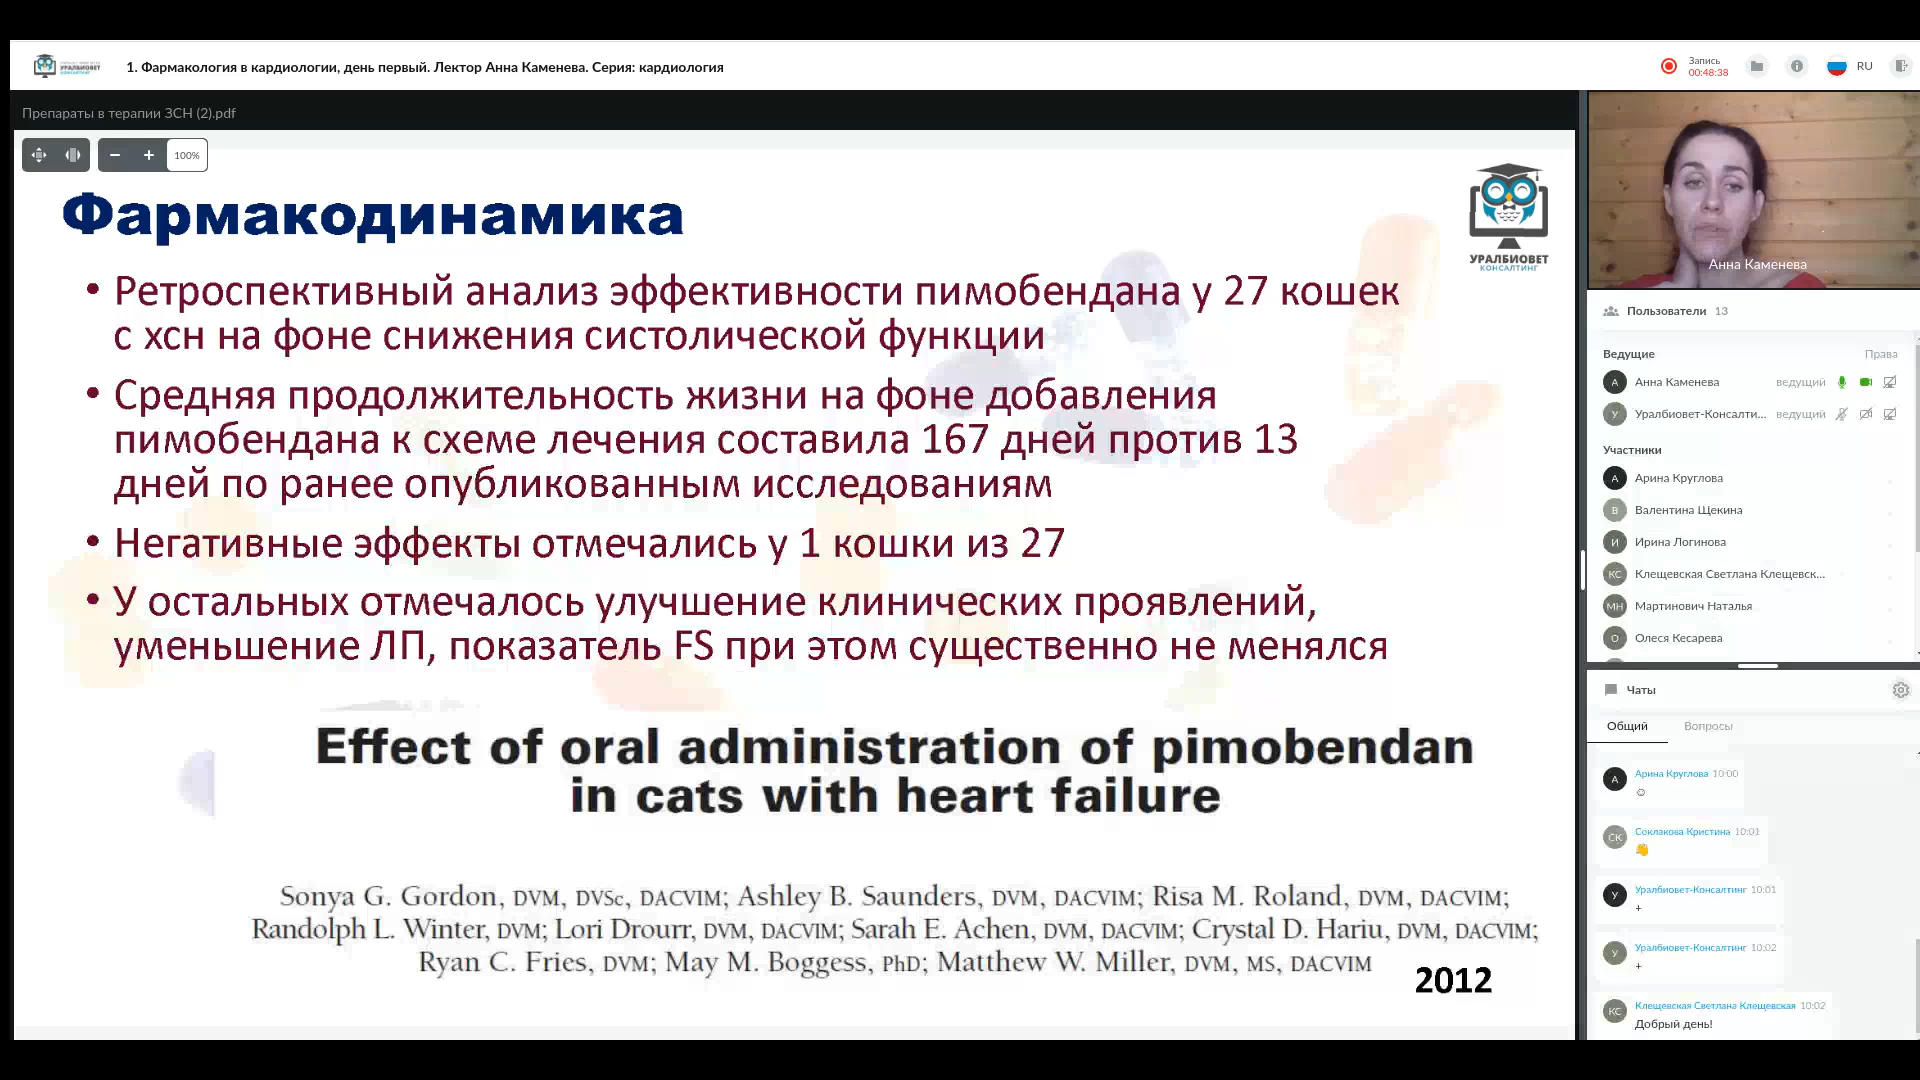 УРАЛБИОВЕТ
КОНСАЛТИНГ
1. Фармакология в кардиологии, день первый. Лектор Анна Каменева. Серия: кардиология
Запись
00:48:38
RU
Препараты в терапии ЗСН (2).pdf
100%
Фармакодинамика
УРАЛБИОВЕТ
КОНСАЛТИНГ
• Ретроспективный анализ эффективности пимобендана у 27 кошек
с хсн на фоне снижения систолической функции
• Средняя продолжительность жизни на фоне добавления
пимобендана к схеме лечения составила 167 дней против 13
дней по ранее опубликованным исследованиям
• Негативные эффекты отмечались у 1 кошки из 27
• У остальных отмечалось улучшение клинических проявлений,
уменьшение ЛП, показатель FS при этом существенно не менялся
Effect of oral administration of pimobendan
in cats with heart failure
Sonya G. Gordon, DVM, DVSc, DACVIM; Ashley B. Saunders, DVM, DACVIM; Risa M. Roland, DVM, DACVIM;
Randolph L. Winter, DVM; Lori Drourr, DVM, DACVIM; Sarah E. Achen, DVM, DACVIM; Crystal D. Hariu, DVM, DACVIM;
Ryan C. Fries, DVM; May M. Boggess, PhD; Matthew W. Miller, DVM, MS, DACVIM
2012
Анна Каменева
Пользователи 13
Ведущие Права
А Анна Каменева ведущий
У Уралбиовет-Консалти... ведущий
Участники
А Арина Круглова
В Валентина Щекина
И Ирина Логинова
КС Клещевская Светлана Клещевск...
МН Мартинович Наталья
О Олеся Кесарева
Чаты
Общий Вопросы
А Арина Круглова 10:00
☺
СК Соклакова Кристина 10:01
👏
У Уралбиовет-Консалтинг 10:01
+
У Уралбиовет-Консалтинг 10:02
+
КС Клещевская Светлана Клещевская 10:02
Добрый день!